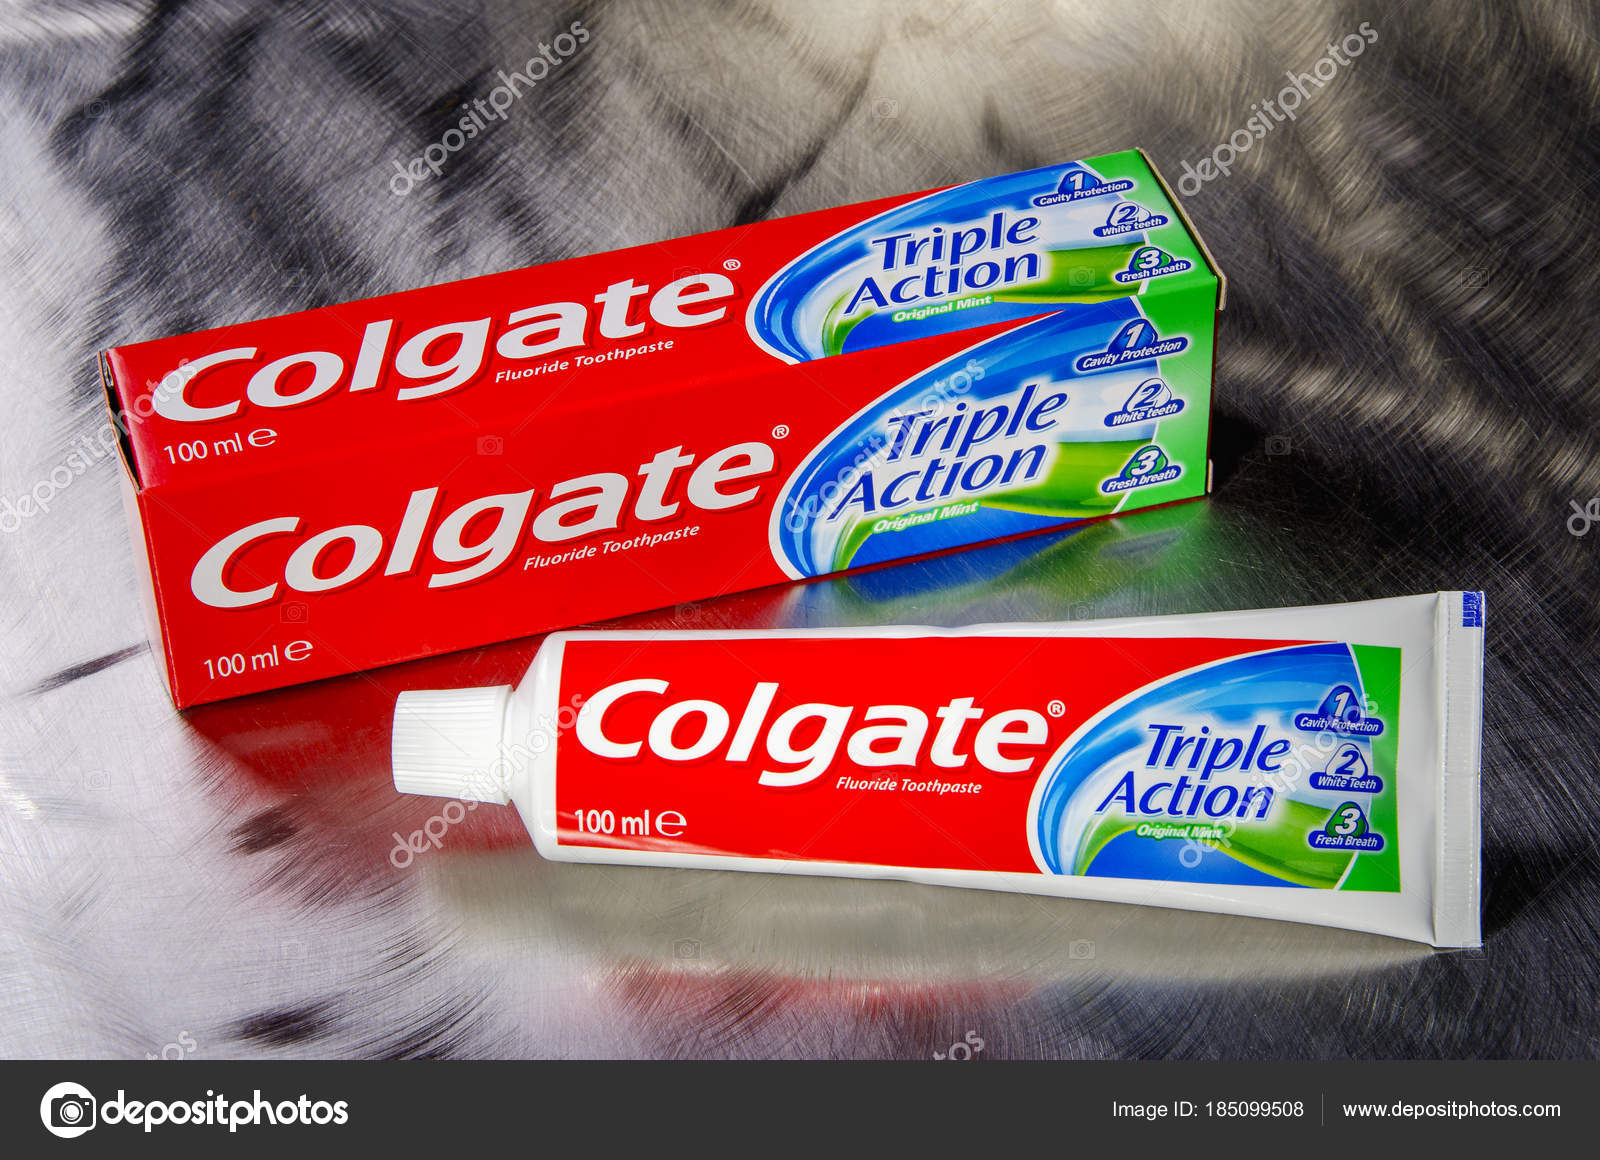 Colgate®
Fluoride Toothpaste
100 ml ℮
Triple
Action
Original Mint
1
Cavity Protection
2
White teeth
3
Fresh breath
Colgate®
Fluoride Toothpaste
100 ml ℮
Triple
Action
Original Mint
1
Cavity Protection
2
White teeth
3
Fresh breath
Colgate®
Fluoride Toothpaste
100 ml ℮
Triple
Action
Original Mint
1
Cavity Protection
2
White Teeth
3
Fresh Breath
depositphotos
depositphotos
depositphotos
depositphotos
depositphotos
depositphotos
depositphotos
Image ID: 185099508
www.depositphotos.com